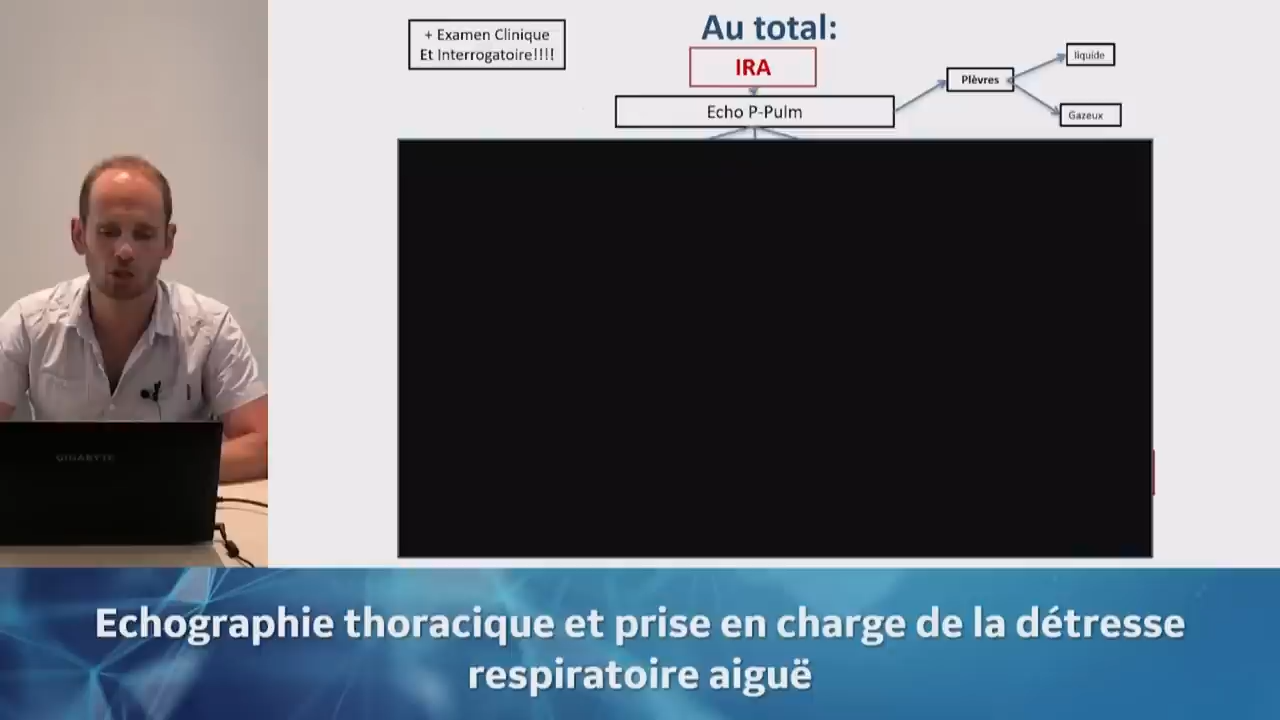 + Examen Clinique
Et Interrogatoire!!!!
Au total:
IRA
Echo P-Pulm
Plèvres
liquide
Gazeux
GIGABYTE
Echographie thoracique et prise en charge de la détresse
respiratoire aiguë